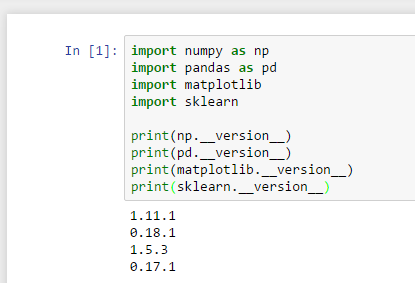 In [1]:
import numpy as np
import pandas as pd
import matplotlib
import sklearn
print(np.__version__)
print(pd.__version__)
print(matplotlib.__version__)
print(sklearn.__version__)
1.11.1
0.18.1
1.5.3
0.17.1